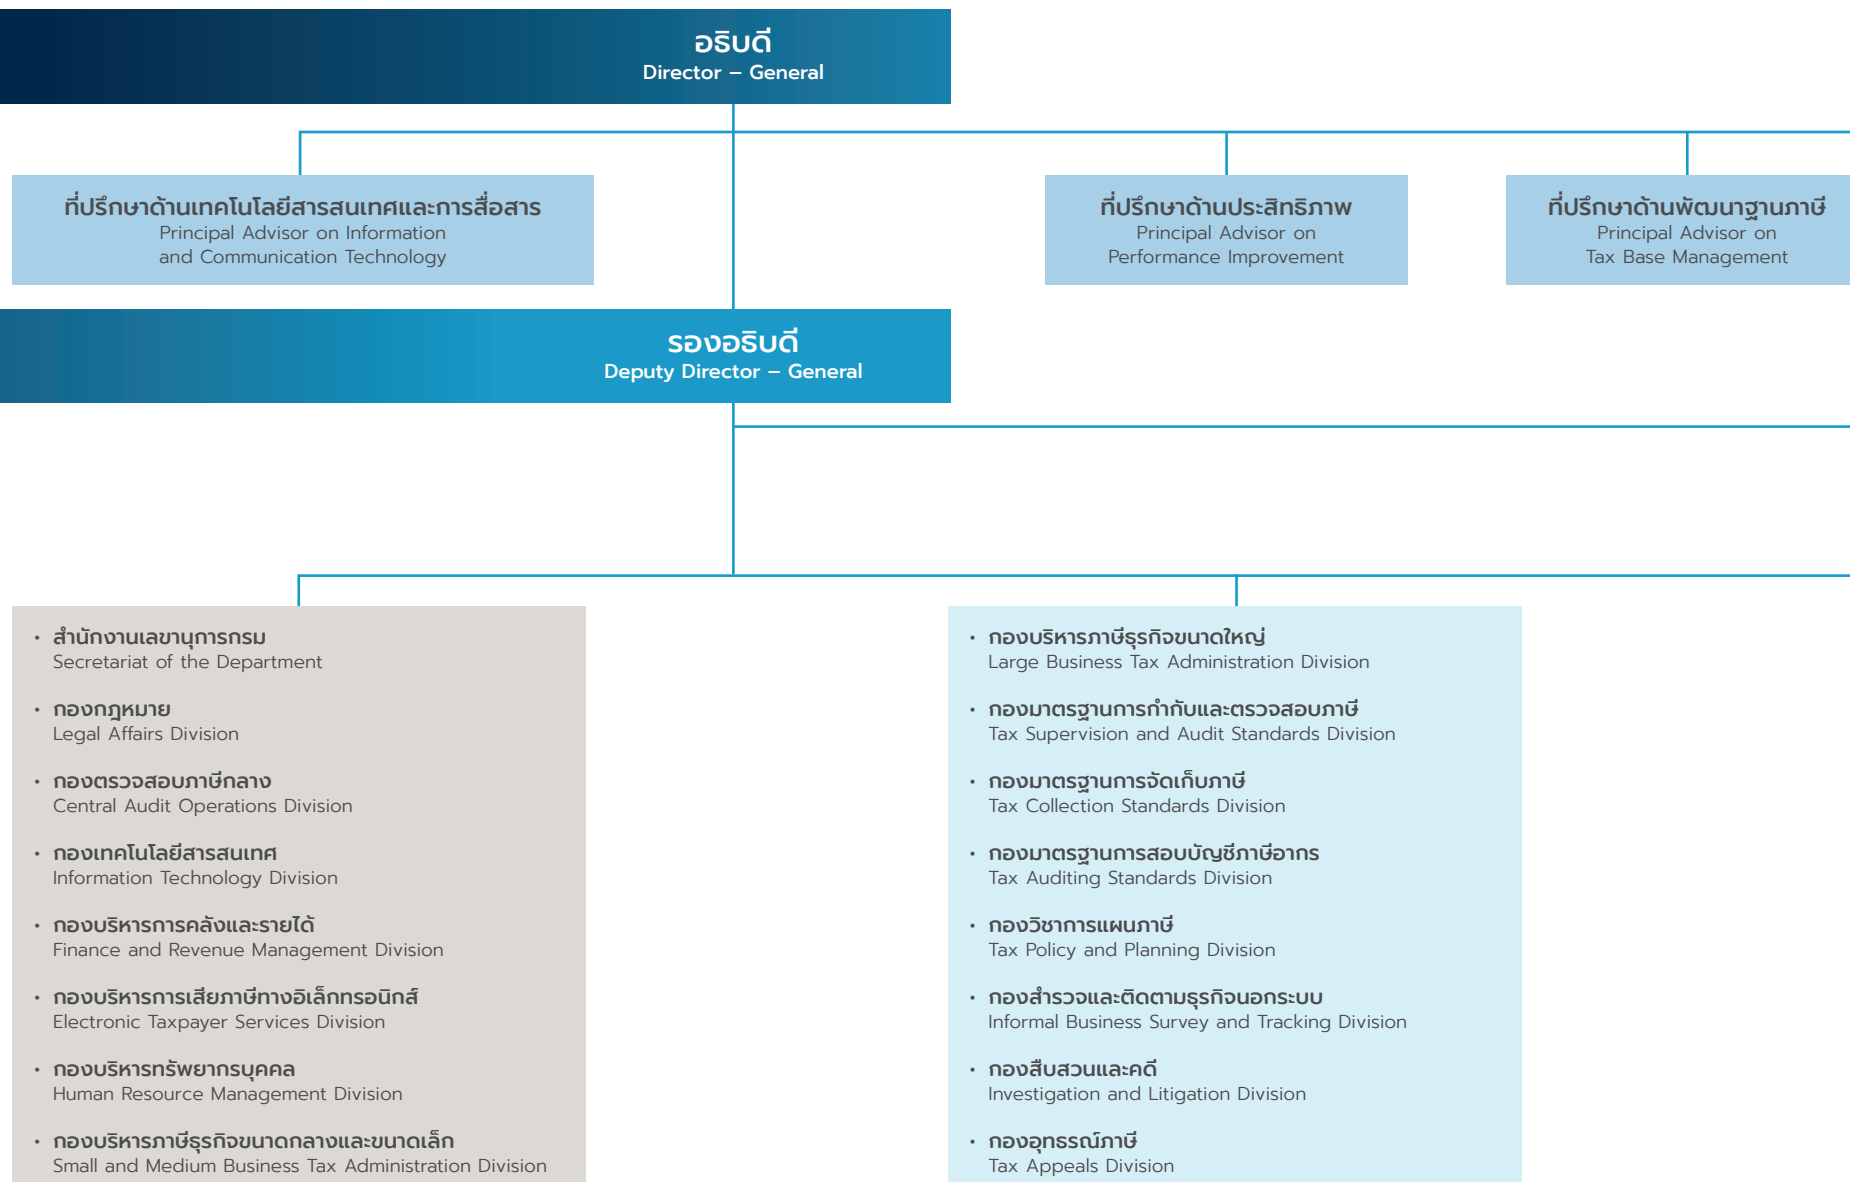 อธิบดี
Director – General
ที่ปรึกษาด้านเทคโนโลยีสารสนเทศและการสื่อสาร
Principal Advisor on Information
and Communication Technology
ที่ปรึกษาด้านประสิทธิภาพ
Principal Advisor on
Performance Improvement
ที่ปรึกษาด้านพัฒนาฐานภาษี
Principal Advisor on
Tax Base Management
รองอธิบดี
Deputy Director – General
• สำนักงานเลขานุการกรม
Secretariat of the Department
• กองกฎหมาย
Legal Affairs Division
• กองตรวจสอบภาษีกลาง
Central Audit Operations Division
• กองเทคโนโลยีสารสนเทศ
Information Technology Division
• กองบริหารการคลังและรายได้
Finance and Revenue Management Division
• กองบริหารการเสียภาษีทางอิเล็กทรอนิกส์
Electronic Taxpayer Services Division
• กองบริหารทรัพยากรบุคคล
Human Resource Management Division
• กองบริหารภาษีธุรกิจขนาดกลางและขนาดเล็ก
Small and Medium Business Tax Administration Division
• กองบริหารภาษีธุรกิจขนาดใหญ่
Large Business Tax Administration Division
• กองมาตรฐานการกำกับและตรวจสอบภาษี
Tax Supervision and Audit Standards Division
• กองมาตรฐานการจัดเก็บภาษี
Tax Collection Standards Division
• กองมาตรฐานการสอบบัญชีภาษีอากร
Tax Auditing Standards Division
• กองวิชาการแผนภาษี
Tax Policy and Planning Division
• กองสำรวจและติดตามธุรกิจนอกระบบ
Informal Business Survey and Tracking Division
• กองสืบสวนและคดี
Investigation and Litigation Division
• กองอุทธรณ์ภาษี
Tax Appeals Division